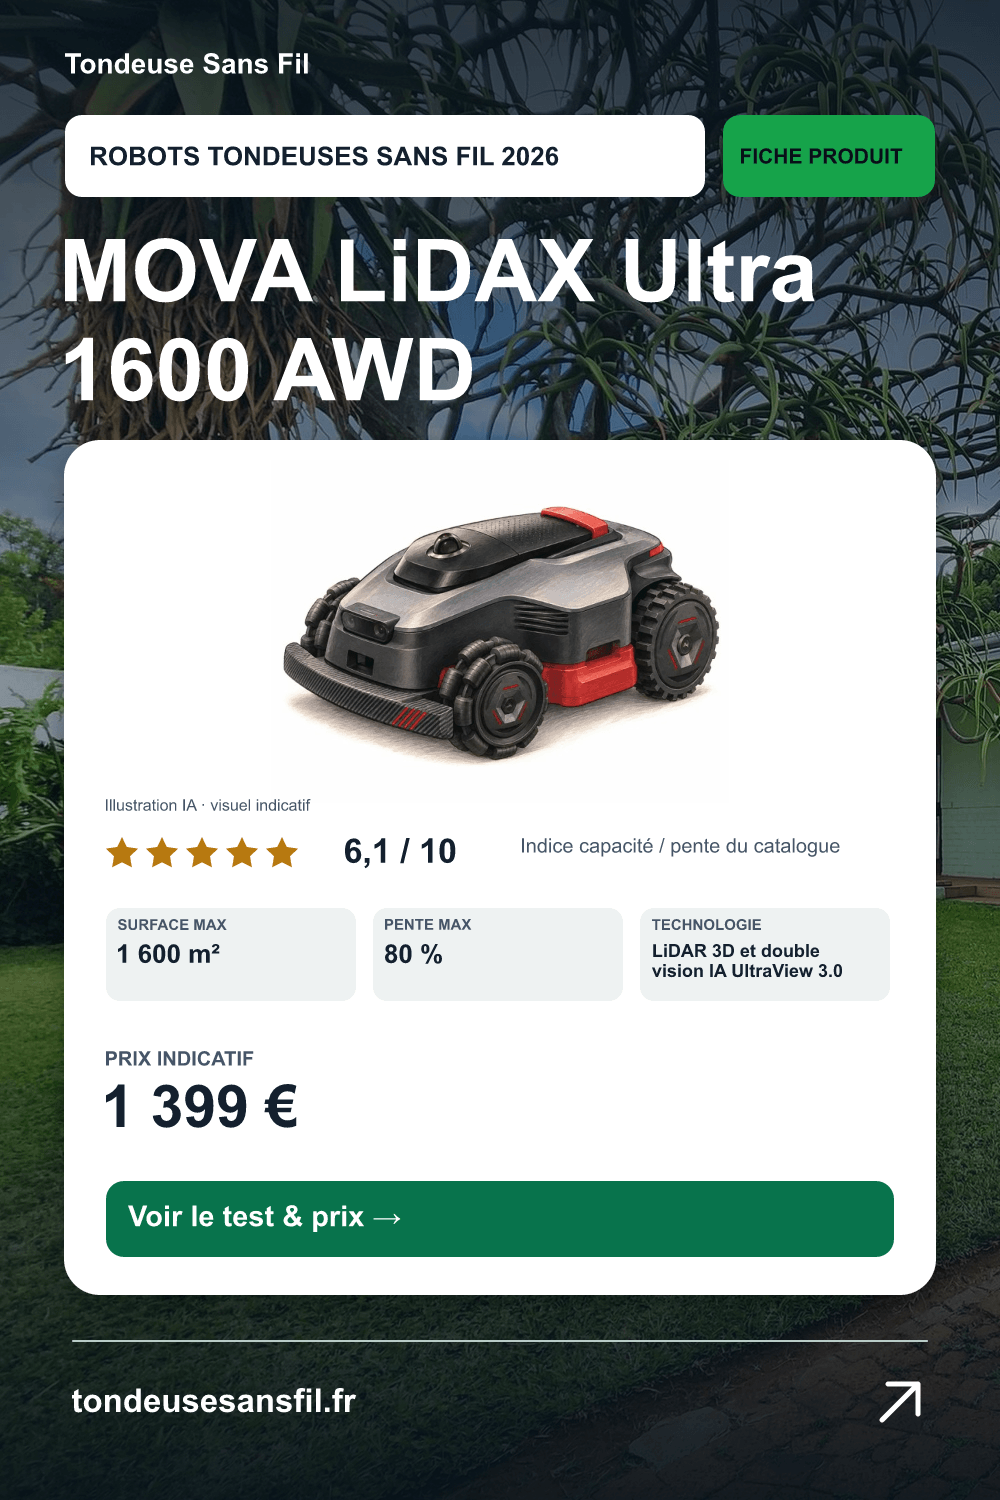 Tondeuse Sans Fil
ROBOTS TONDEUSES SANS FIL 2026
FICHE PRODUIT
MOVA LiDAX Ultra
1600 AWD
Illustration IA · visuel indicatif
6,1 / 10
Indice capacité / pente du catalogue
SURFACE MAX
1 600 m²
PENTE MAX
80 %
TECHNOLOGIE
LiDAR 3D et double
vision IA UltraView 3.0
PRIX INDICATIF
1 399 €
Voir le test & prix →
tondeusesansfil.fr